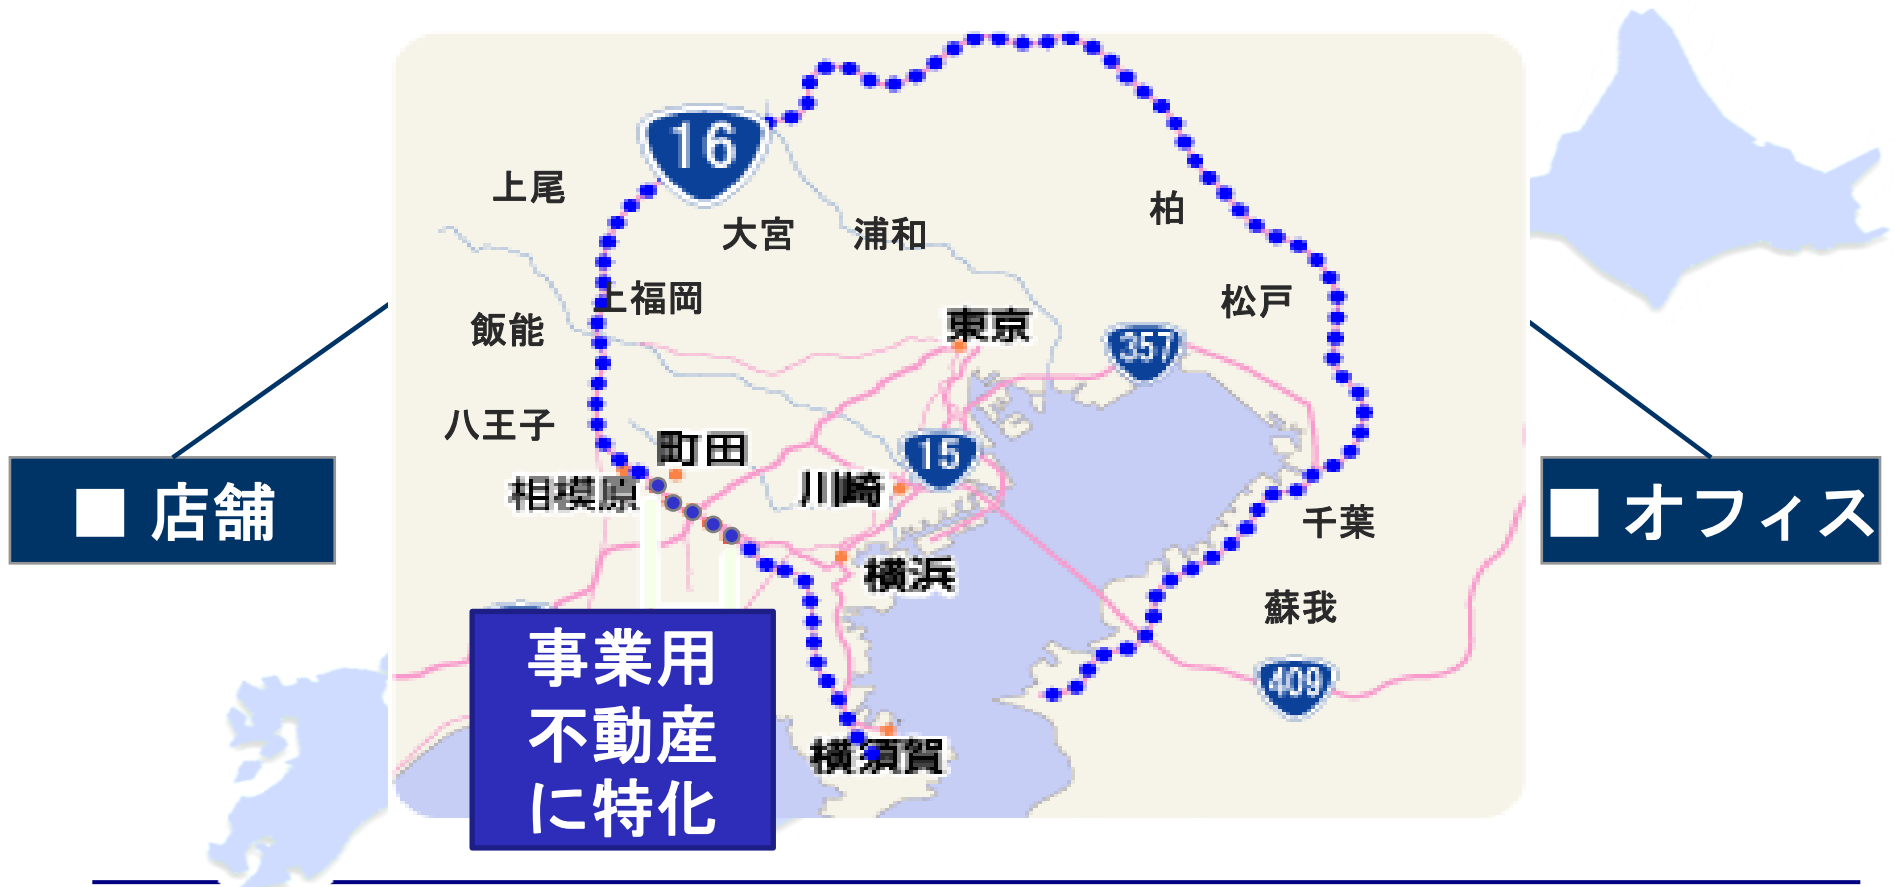 16
上尾
大宮
浦和
柏
上福岡
松戸
飯能
東京
357
八王子
町田
15
相模原
川崎
■ 店舗
■ オフィス
千葉
横浜
蘇我
事業用
不動産
に特化
409
横須賀